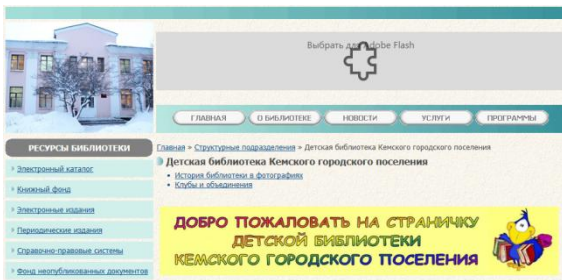 Выбрать для Adobe Flash
ГЛАВНАЯ О БИБЛИОТЕКЕ НОВОСТИ УСЛУГИ ПРОГРАММЫ
РЕСУРСЫ БИБЛИОТЕКИ
Электронный каталог
Книжный фонд
Электронные издания
Периодические издания
Справочно-правовые системы
Фонд неопубликованных документов
Главная > Структурные подразделения > Детская библиотека Кемского городского поселения
Детская библиотека Кемского городского поселения
История библиотеки в фотографиях
Клубы и объединения
ДОБРО ПОЖАЛОВАТЬ НА СТРАНИЧКУ
ДЕТСКОЙ БИБЛИОТЕКИ
КЕМСКОГО ГОРОДСКОГО ПОСЕЛЕНИЯ